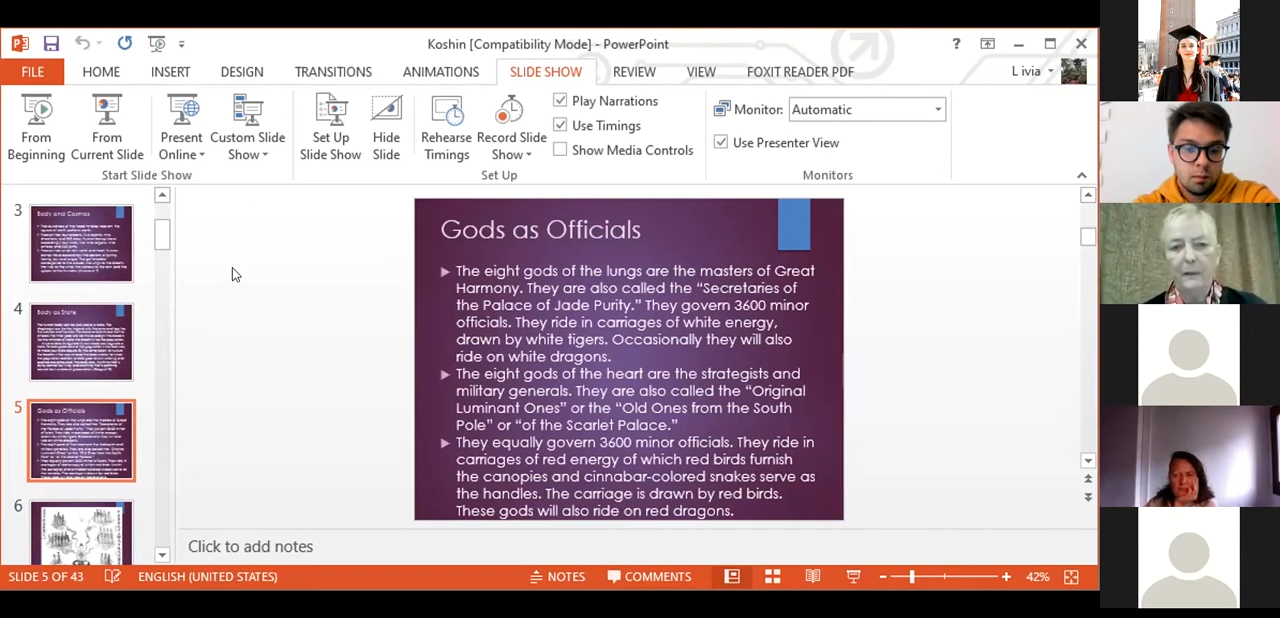 Koshin [Compatibility Mode] - PowerPoint
FILE HOME INSERT DESIGN TRANSITIONS ANIMATIONS SLIDE SHOW REVIEW VIEW FOXIT READER PDF
L ivia
From Beginning
From Current Slide
Present Online
Custom Slide Show
Start Slide Show
Set Up Slide Show
Hide Slide
Rehearse Timings
Record Slide Show
Play Narrations
Use Timings
Show Media Controls
Set Up
Monitor: Automatic
Use Presenter View
Monitors
3
Body and Cosmos
4
Body as State
5
Gods as Officials
6
Gods as Officials
The eight gods of the lungs are the masters of Great
Harmony. They are also called the “Secretaries of
the Palace of Jade Purity.” They govern 3600 minor
officials. They ride in carriages of white energy,
drawn by white tigers. Occasionally they will also
ride on white dragons.
The eight gods of the heart are the strategists and
military generals. They are also called the “Original
Luminant Ones” or the “Old Ones from the South
Pole” or “of the Scarlet Palace.”
They equally govern 3600 minor officials. They ride in
carriages of red energy of which red birds furnish
the canopies and cinnabar-colored snakes serve as
the handles. The carriage is drawn by red birds.
These gods will also ride on red dragons.
Click to add notes
SLIDE 5 OF 43 ENGLISH (UNITED STATES) NOTES COMMENTS 42%